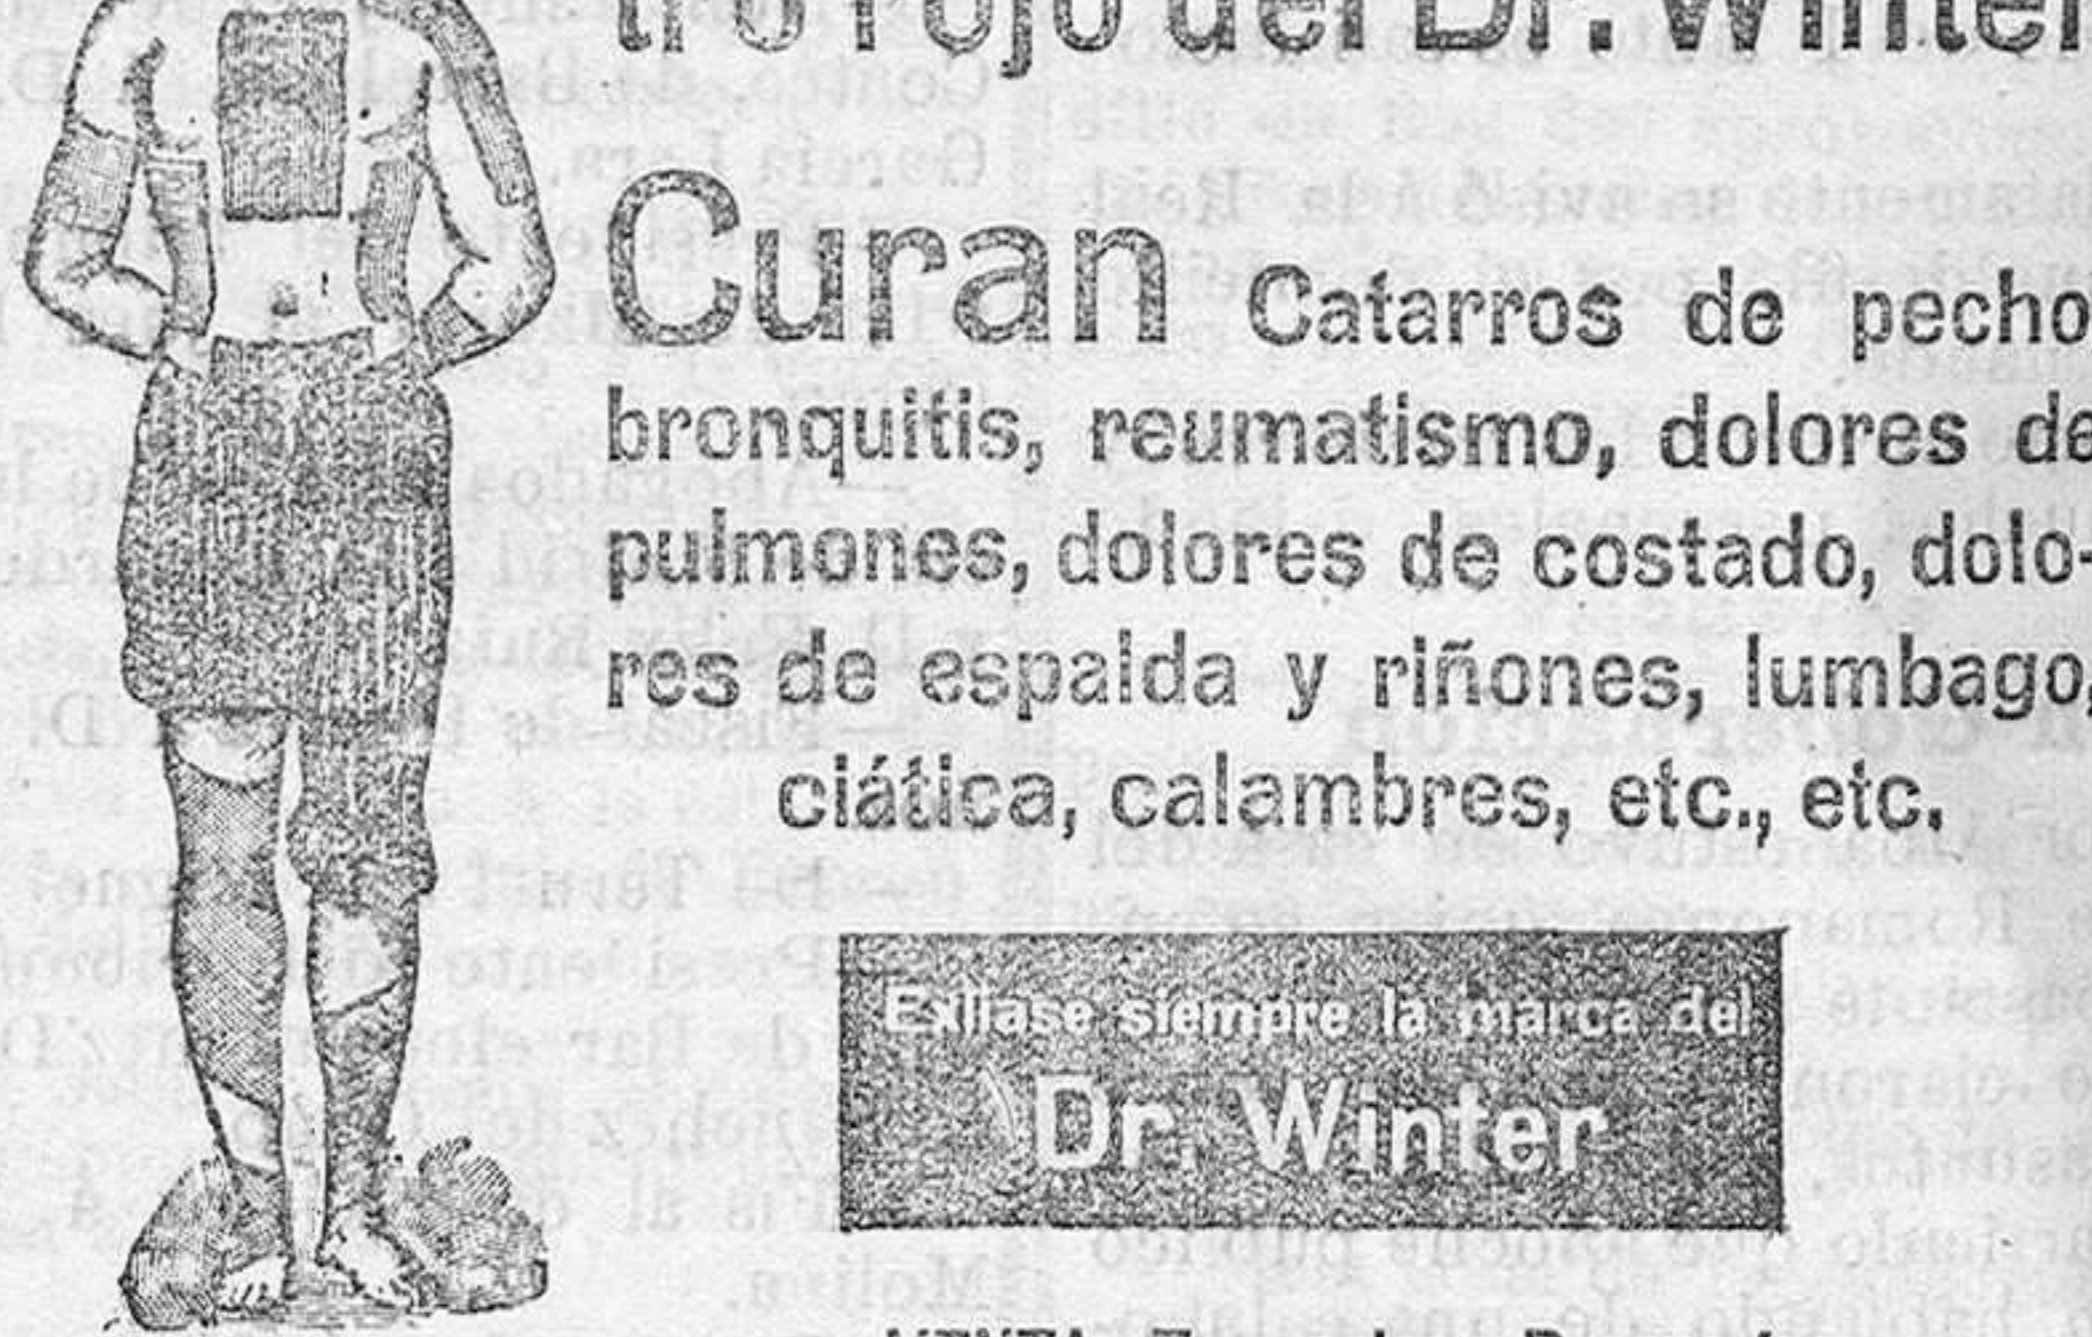 tro rojo del Dr. Winter
Curan Catarros de pecho,
bronquitis, reumatismo, dolores de
pulmones, dolores de costado, dolo-
res de espalda y riñones, lumbago,
ciática, calambres, etc., etc.
Exíjase siempre la marca del
Dr. Winter